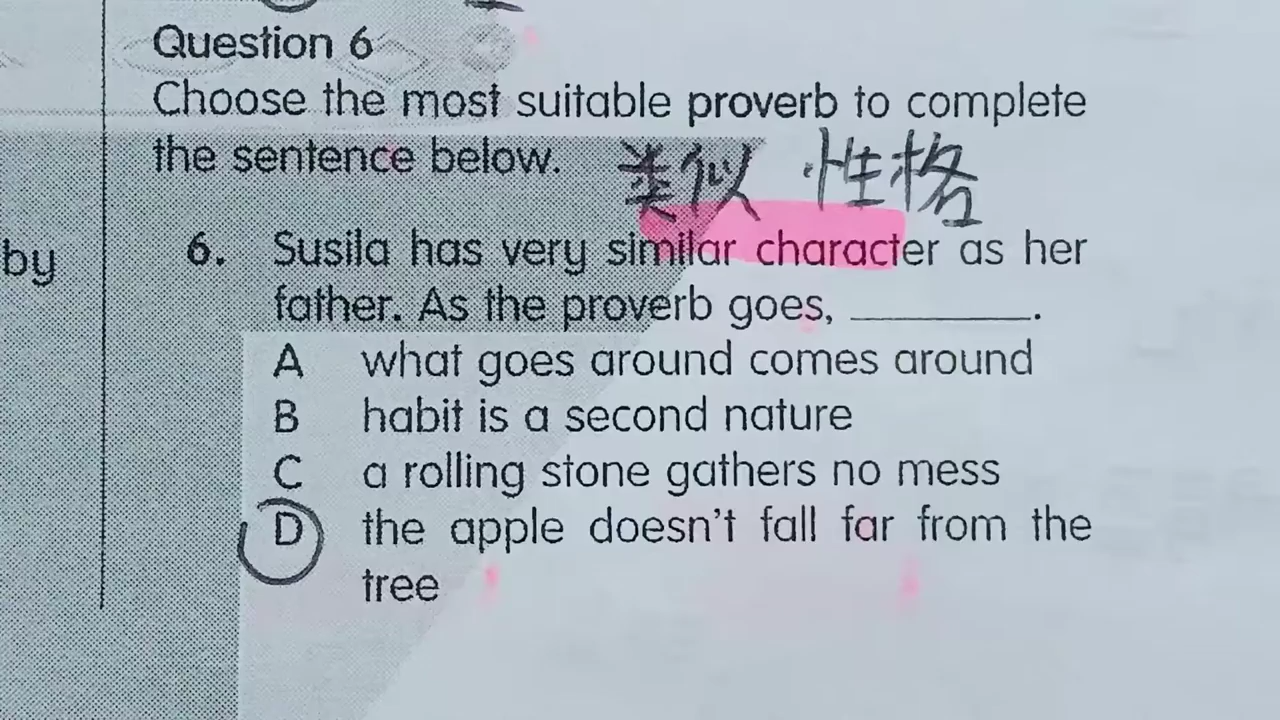 Question 6
Choose the most suitable proverb to complete
the sentence below.
类似 性格
by
6. Susila has very similar character as her
father. As the proverb goes, __________.
A what goes around comes around
B habit is a second nature
C a rolling stone gathers no mess
D the apple doesn't fall far from the
tree